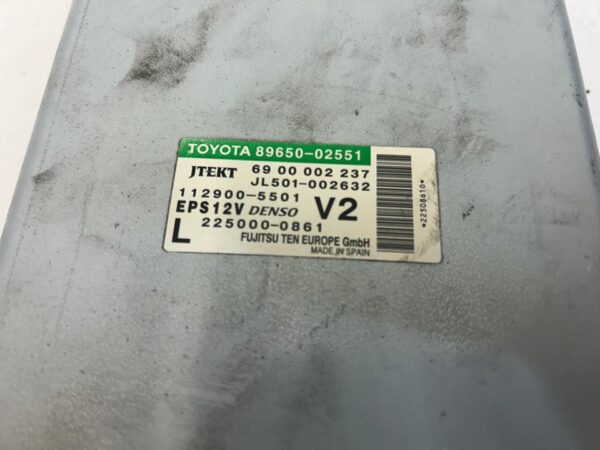 TOYOTA 89650-02551
JTEKT 69 00 002 237
JL501-002632
112900-5501
EPS12V DENSO V2
L 225000-0861
FUJITSU TEN EUROPE GmbH
MADE IN SPAIN
*22508610*